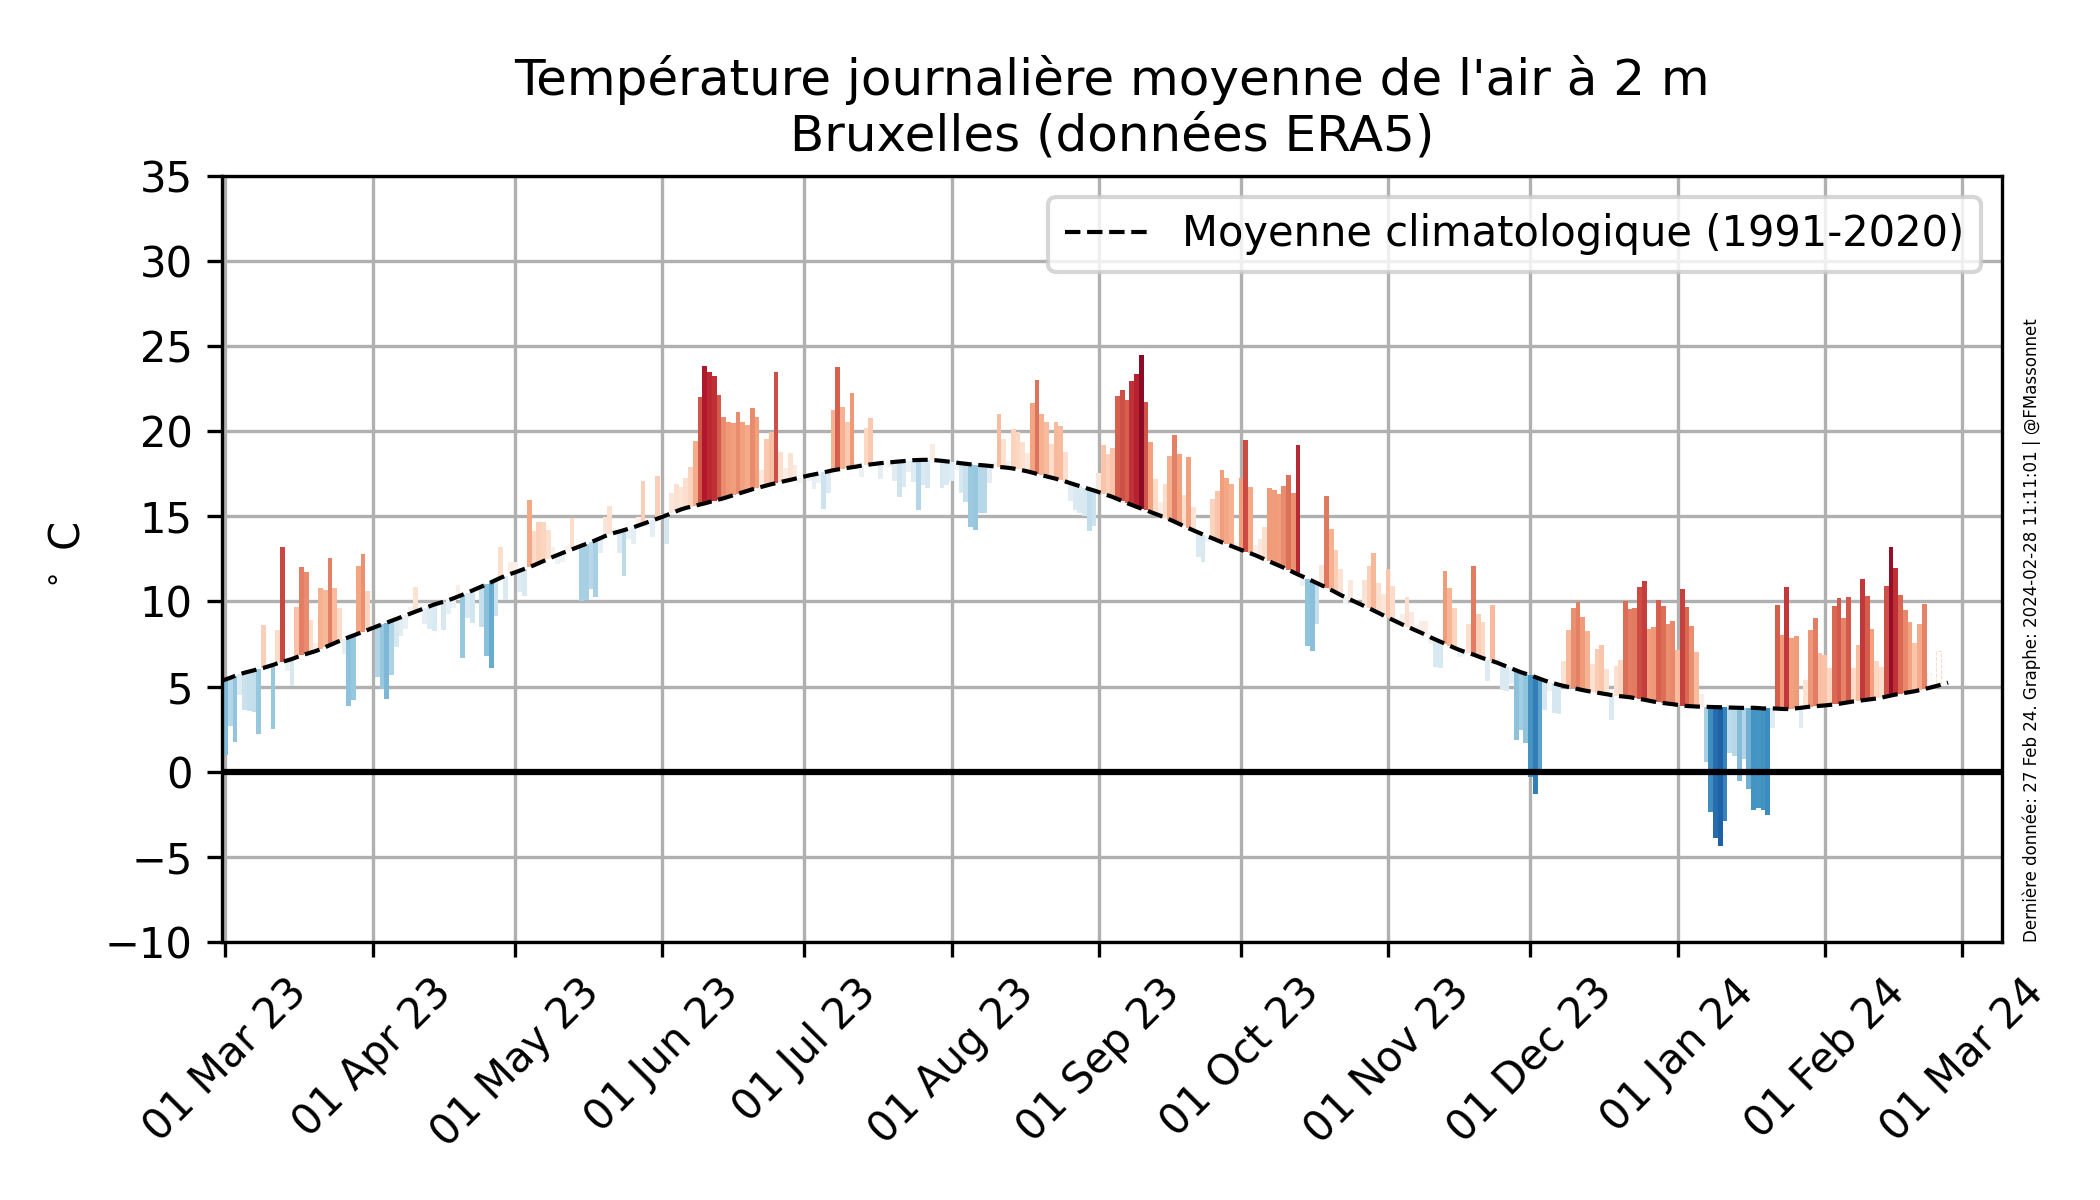 Température journalière moyenne de l'air à 2 m
Bruxelles (données ERA5)
35
30
25
20
15
10
5
0
−5
−10
° C
Moyenne climatologique (1991-2020)
01 Mar 23
01 Apr 23
01 May 23
01 Jun 23
01 Jul 23
01 Aug 23
01 Sep 23
01 Oct 23
01 Nov 23
01 Dec 23
01 Jan 24
01 Feb 24
01 Mar 24
Dernière donnée: 27 Feb 24. Graphe: 2024-02-28 11:11:01 | @FMassonnet